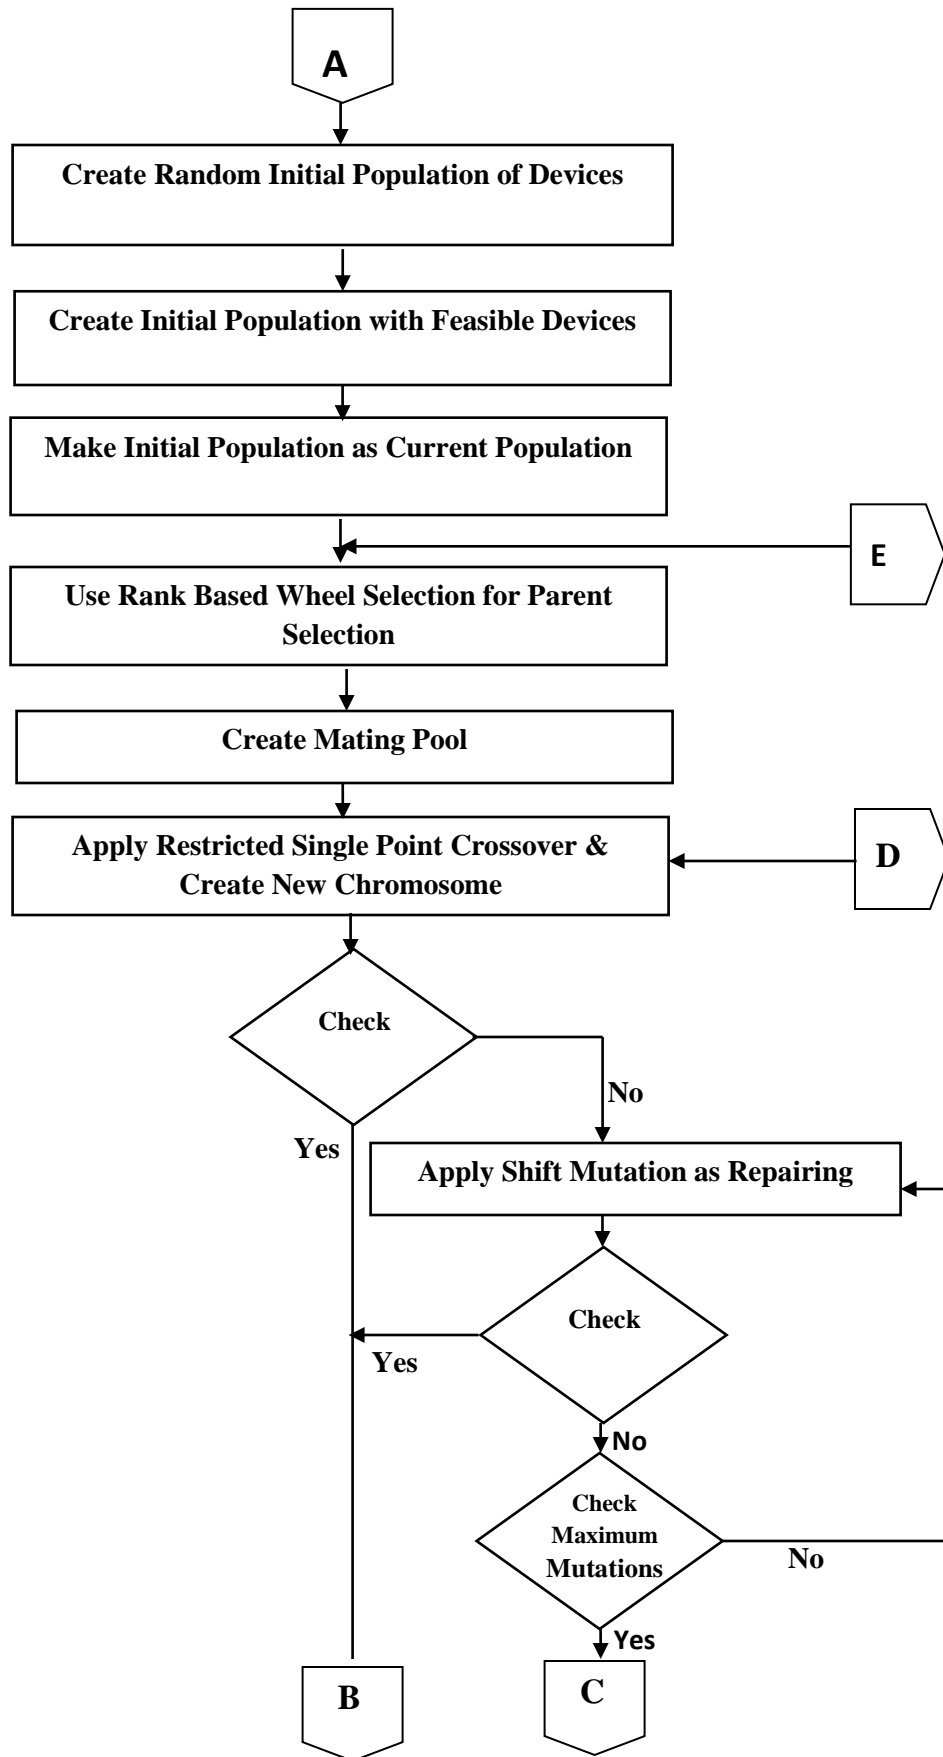 A
Create Random Initial Population of Devices
Create Initial Population with Feasible Devices
Make Initial Population as Current Population
E
Use Rank Based Wheel Selection for Parent
Selection
Create Mating Pool
Apply Restricted Single Point Crossover &
Create New Chromosome
D
Check
No
Yes
Apply Shift Mutation as Repairing
Check
Yes
No
Check
Maximum
Mutations
No
Yes
B
C